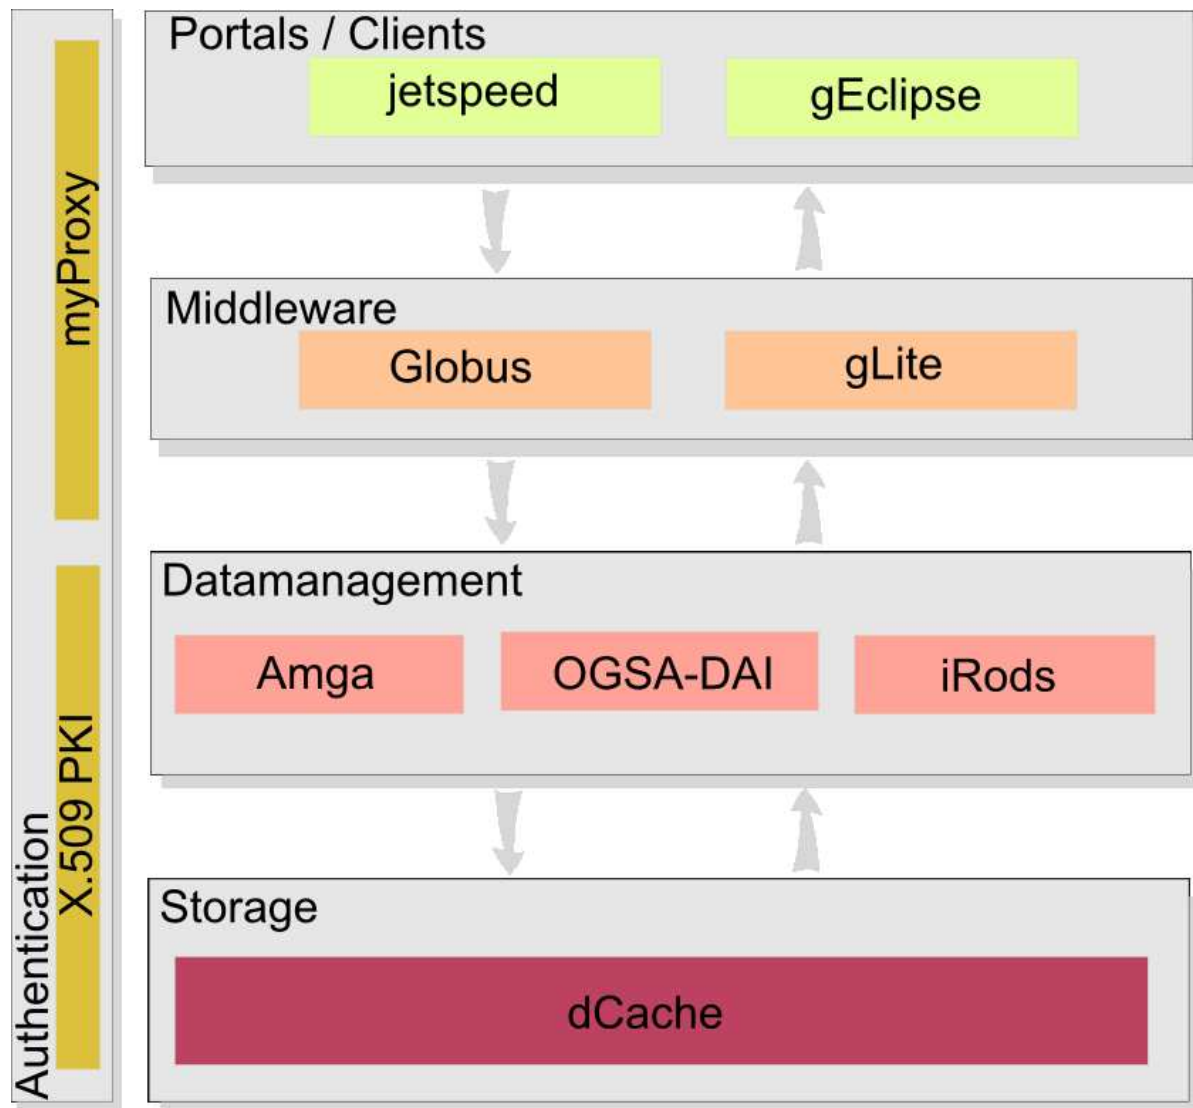 Portals / Clients
jetspeed
gEclipse
Middleware
Globus
gLite
Datamanagement
Amga
OGSA-DAI
iRods
Storage
dCache
Authentication
myProxy
X.509 PKI